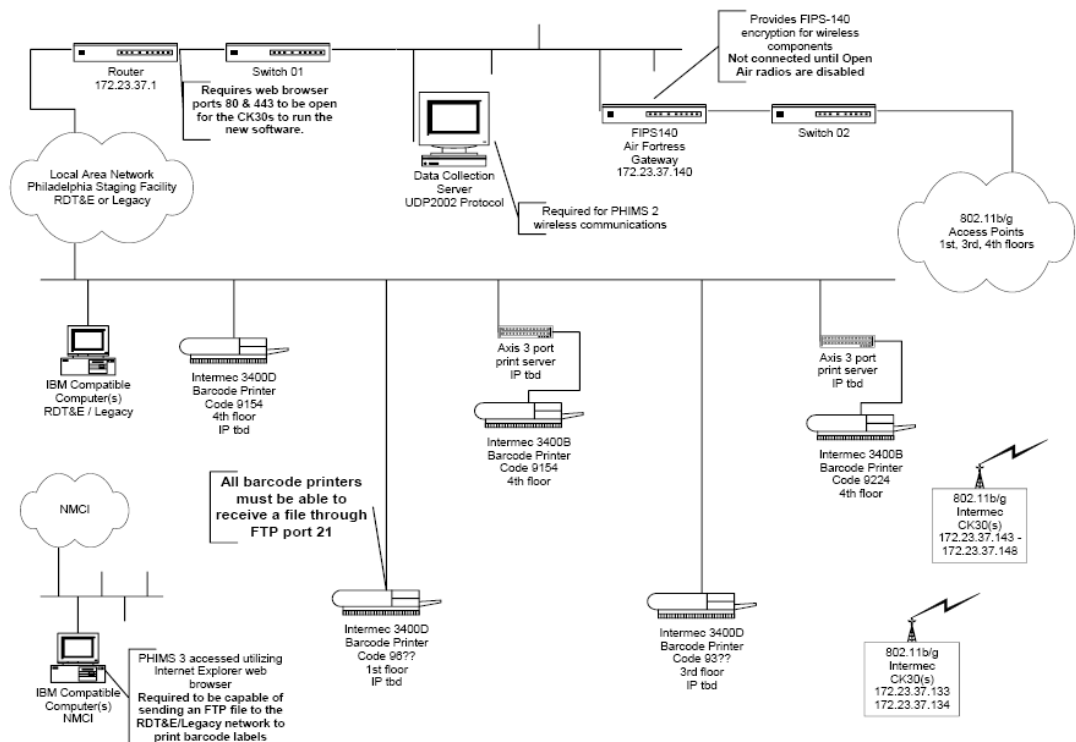 Router
172.23.37.1
Switch 01
Requires web browser
ports 80 & 443 to be open
for the CK30s to run the
new software.
Provides FIPS-140
encryption for wireless
components
Not connected until Open
Air radios are disabled
FIPS140
Air Fortress
Gateway
172.23.37.140
Switch 02
Data Collection
Server
UDP2002 Protocol
Required for PHIMS 2
wireless communications
Local Area Network
Philadelphia Staging Facility
RDT&E or Legacy
802.11b/g
Access Points
1st, 3rd, 4th floors
IBM Compatible
Computer(s)
RDT&E / Legacy
Intermec 3400D
Barcode Printer
Code 9154
4th floor
IP tbd
Axis 3 port
print server
IP tbd
Intermec 3400B
Barcode Printer
Code 9154
4th floor
Axis 3 port
print server
IP tbd
Intermec 3400B
Barcode Printer
Code 9224
4th floor
All barcode printers
must be able to
receive a file through
FTP port 21
802.11b/g
Intermec
CK30(s)
172.23.37.143 -
172.23.37.148
NMCI
Intermec 3400D
Barcode Printer
Code 96??
1st floor
IP tbd
Intermec 3400D
Barcode Printer
Code 93??
3rd floor
IP tbd
802.11b/g
Intermec
CK30(s)
172.23.37.133
172.23.37.134
IBM Compatible
Computer(s)
NMCI
PHIMS 3 accessed utilizing
Internet Explorer web
browser
Required to be capable of
sending an FTP file to the
RDT&E/Legacy network to
print barcode labels